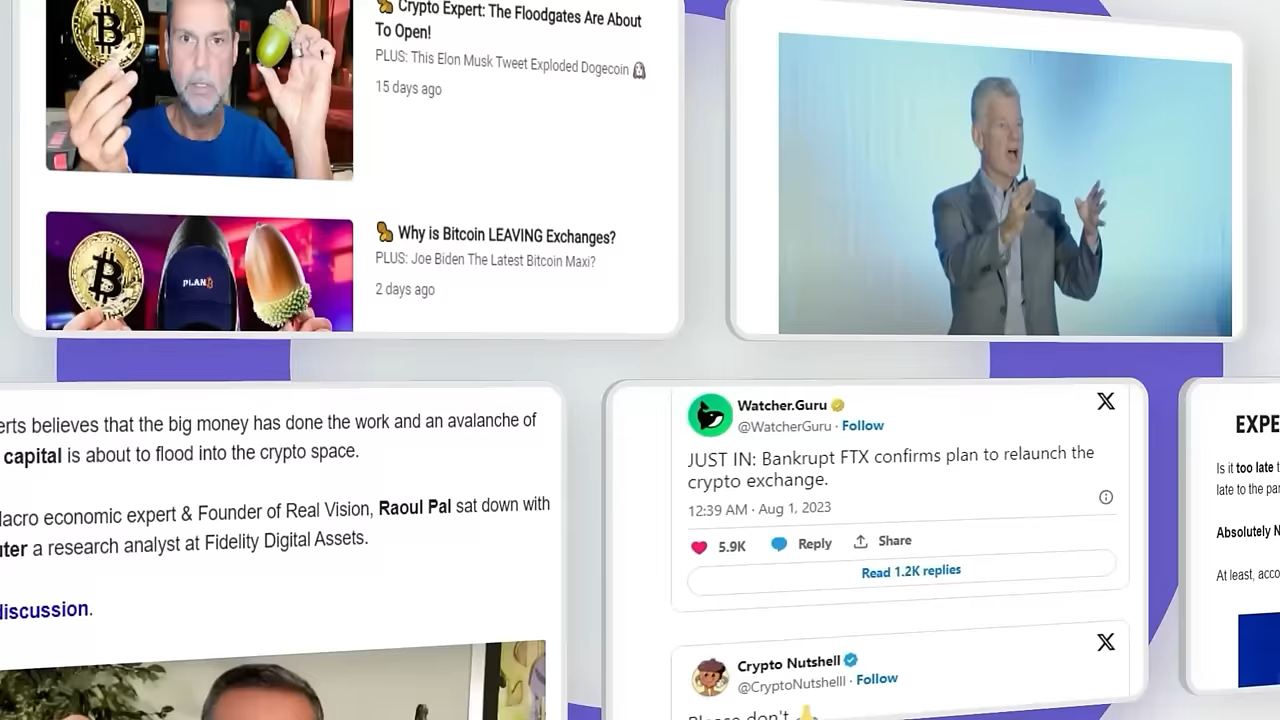 Crypto Expert: The Floodgates Are About
To Open!
PLUS: This Elon Musk Tweet Exploded Dogecoin
15 days ago
PLAN
Why is Bitcoin LEAVING Exchanges?
PLUS: Joe Biden The Latest Bitcoin Maxi?
2 days ago
erts believes that the big money has done the work and an avalanche of
capital is about to flood into the crypto space.
acro economic expert & Founder of Real Vision, Raoul Pal sat down with
uter a research analyst at Fidelity Digital Assets.
discussion.
Watcher.Guru
@WatcherGuru · Follow
JUST IN: Bankrupt FTX confirms plan to relaunch the
crypto exchange.
12:39 AM · Aug 1, 2023
5.9K Reply Share
Read 1.2K replies
Crypto Nutshell
@CryptoNutshelll · Follow
Please don't
EXPE
Is it too late t
late to the pa
Absolutely N
At least, acco